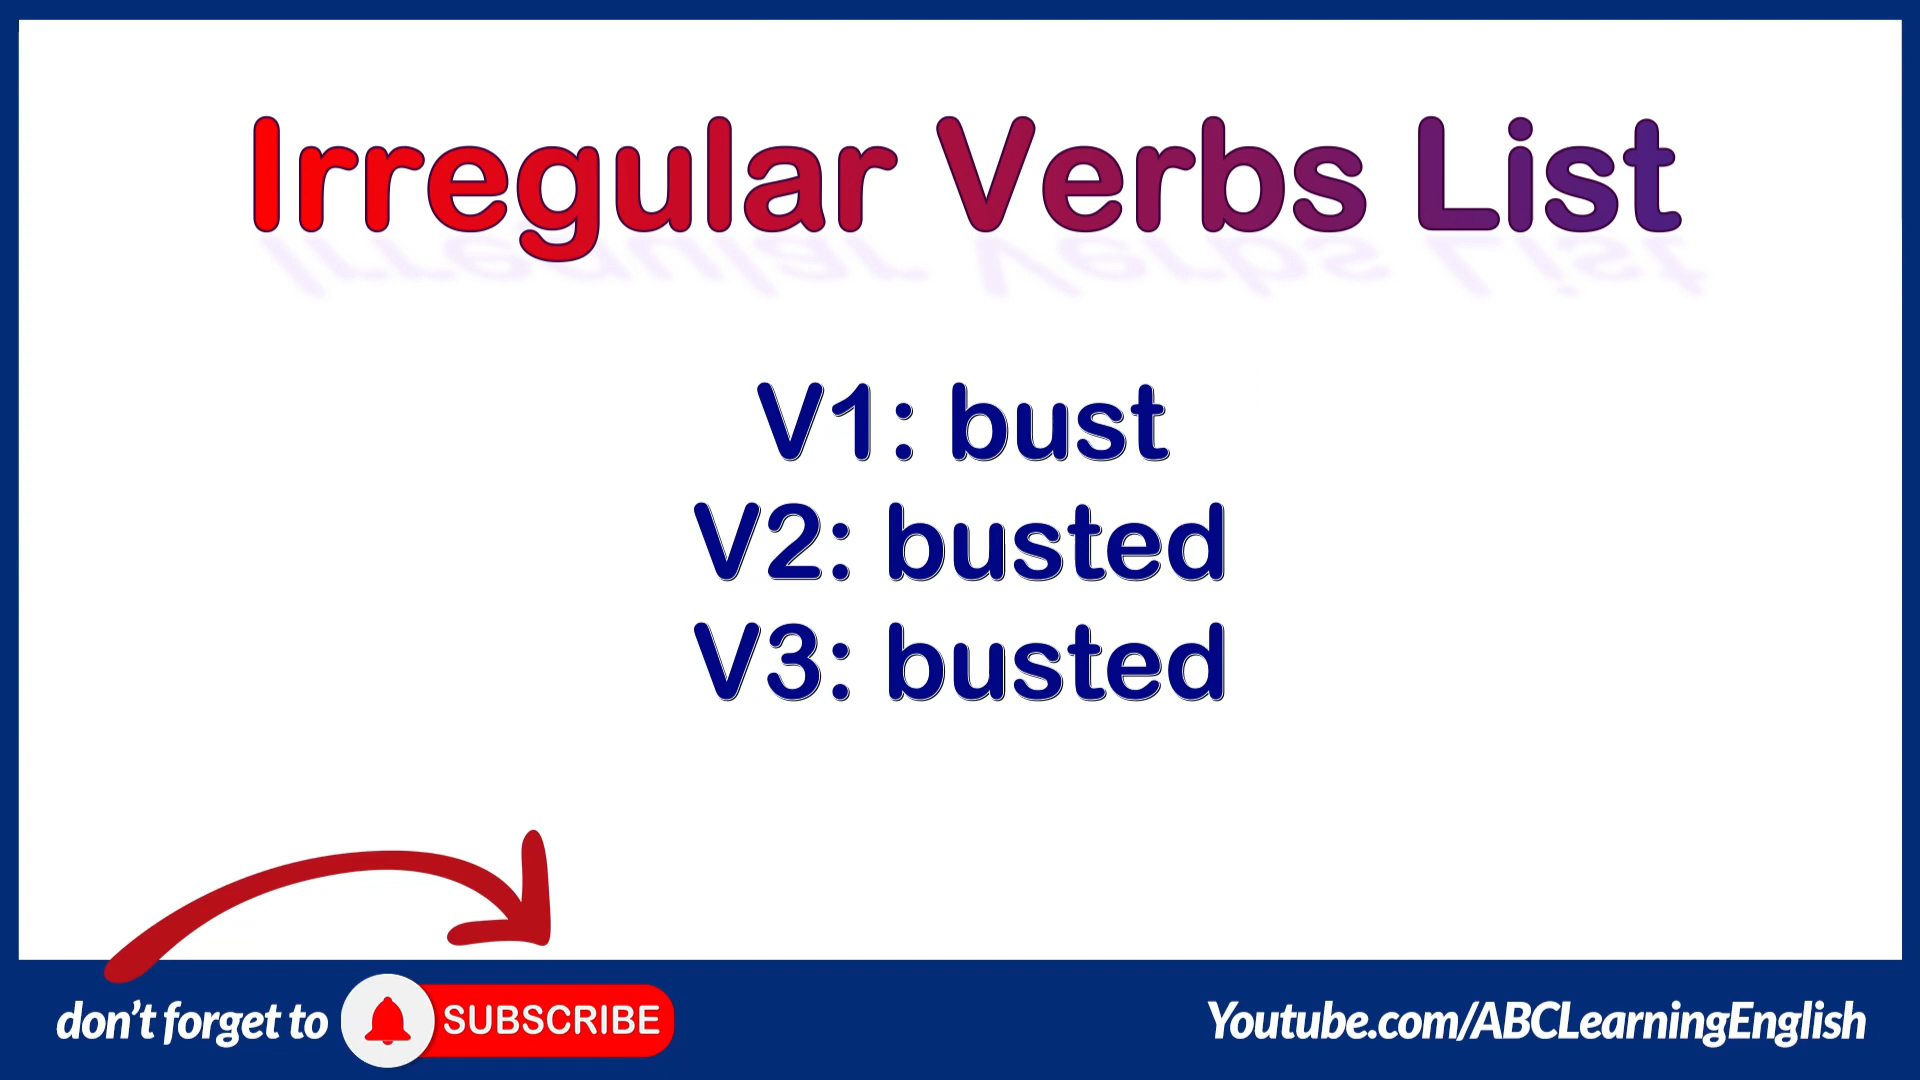 Irregular Verbs List
V1: bust
V2: busted
V3: busted
don't forget to SUBSCRIBE
Youtube.com/ABCLearningEnglish